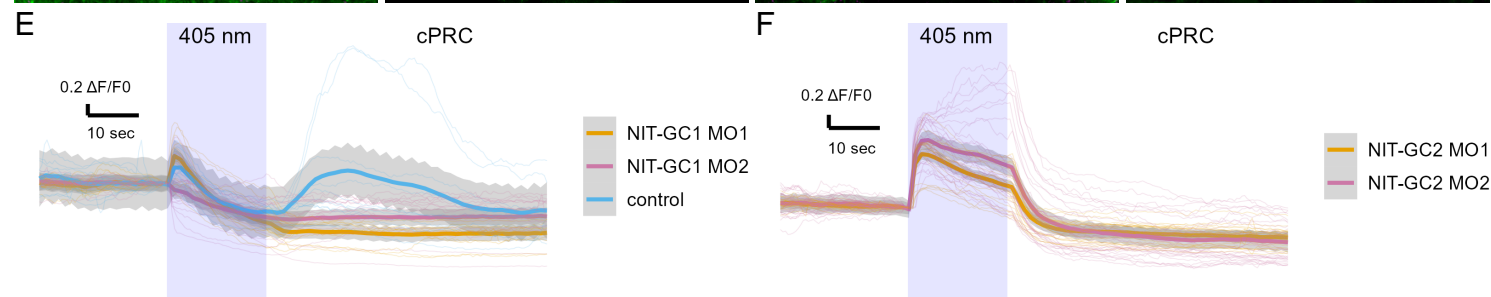 E
405 nm
cPRC
0.2 ΔF/F0
10 sec
NIT-GC1 MO1
NIT-GC1 MO2
control
F
405 nm
cPRC
0.2 ΔF/F0
10 sec
NIT-GC2 MO1
NIT-GC2 MO2